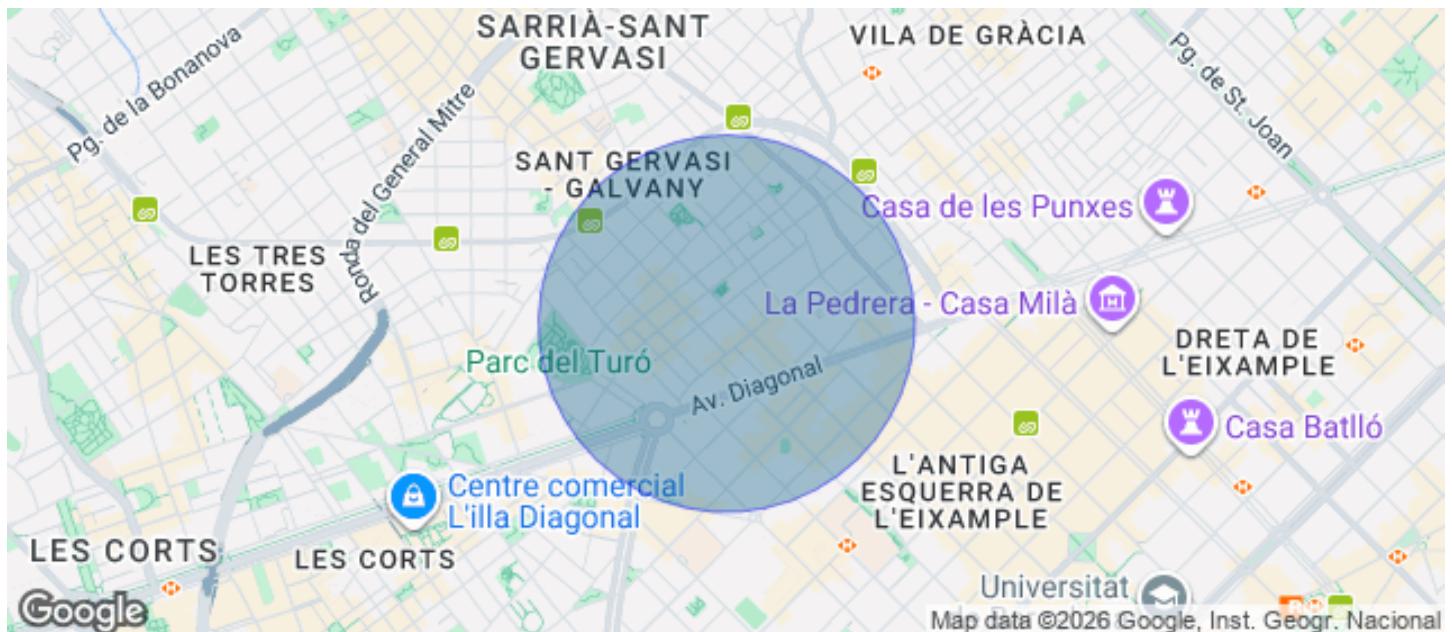 SARRIÀ-SANT
GERVASI
VILA DE GRÀCIA
Pg. de la Bonanova
Pg. de St. Joan
Ronda del General Mitre
SANT GERVASI
- GALVANY
Casa de les Punxes
LES TRES
TORRES
La Pedrera - Casa Milà
DRETA DE
L'EIXAMPLE
Parc del Turó
Av. Diagonal
Casa Batlló
L'ANTIGA
ESQUERRA DE
L'EIXAMPLE
Centre comercial
L'illa Diagonal
LES CORTS
LES CORTS
Universitat
Google
Map data ©2026 Google, Inst. Geogr. Nacional